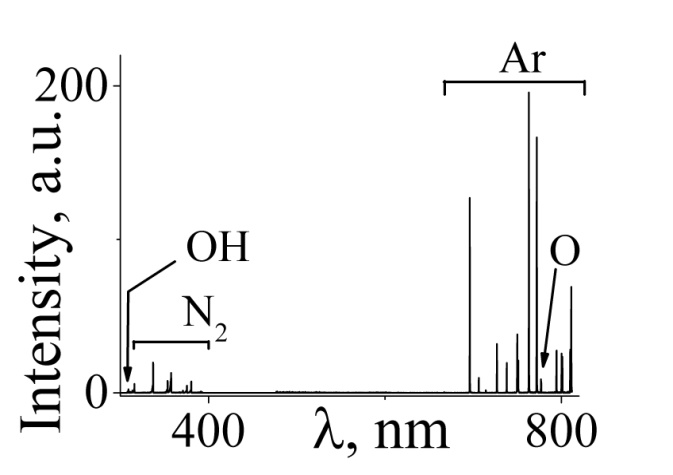 Ar
200
OH
O
N2
Intensity, a.u.
0
400
λ, nm
800